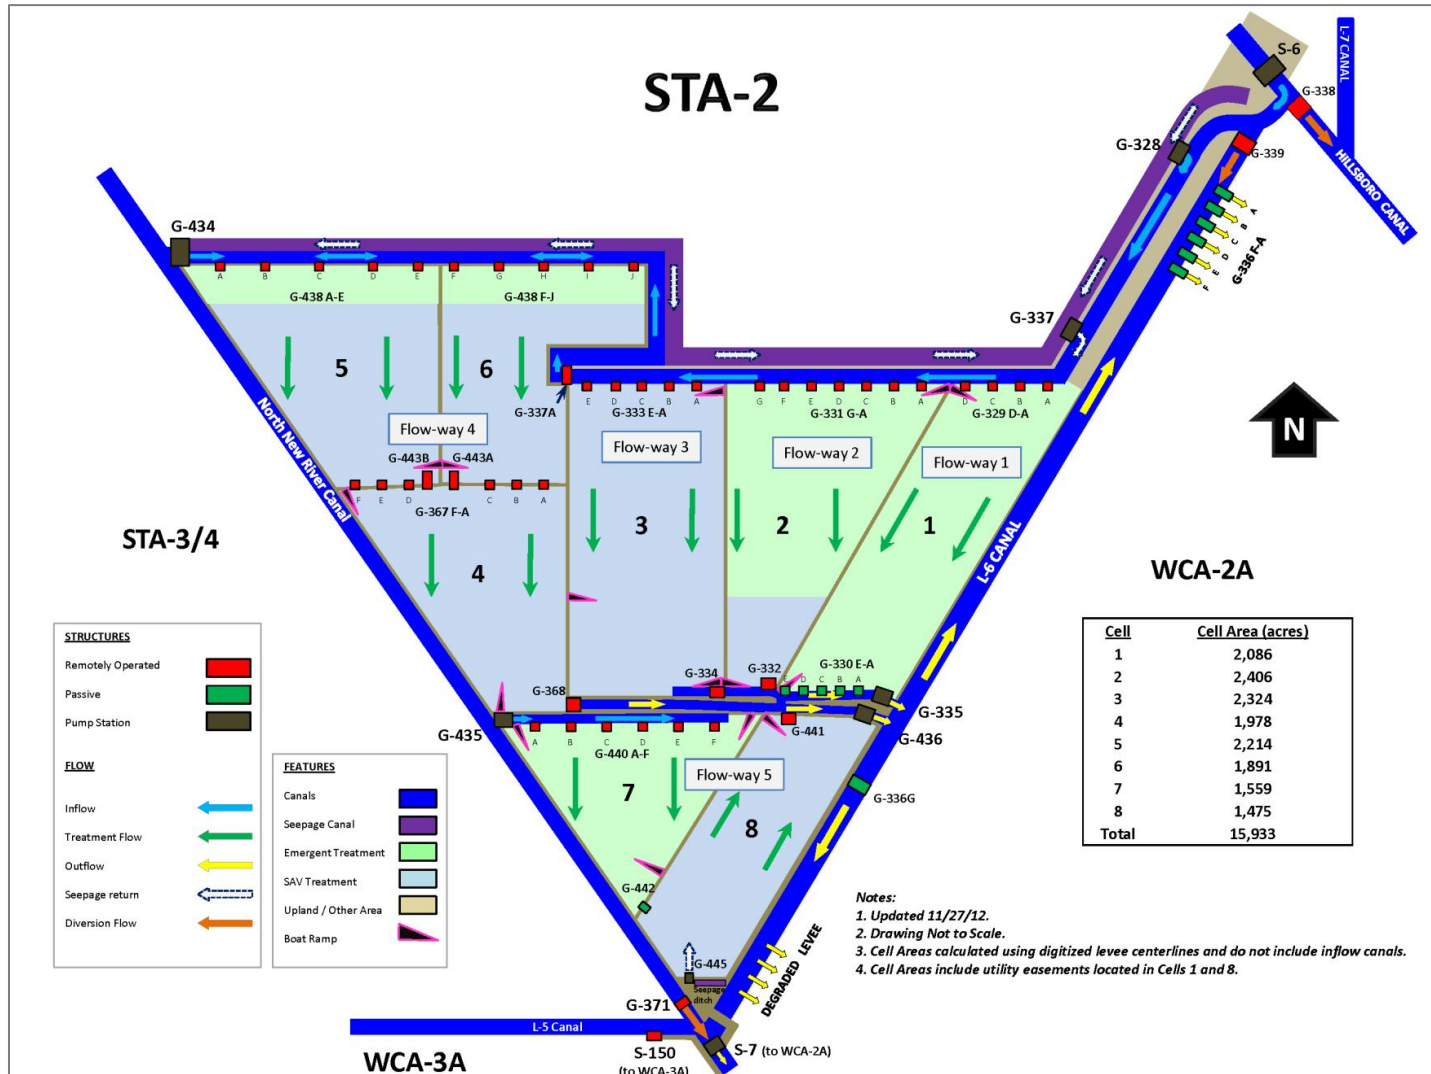 STA-2
S-6
L-7 CANAL
G-338
HILLSBORO CANAL
G-328
G-339
A
B
C
D
E
F
G-336 F-A
G-434
A B C D E F G H I J
G-438 A-E
G-438 F-J
G-337
5
6
G-337A
E D C B A
G-333 E-A
G F E D C B A
G-331 G-A
D C B A
G-329 D-A
N
North New River Canal
Flow-way 4
Flow-way 3
Flow-way 2
Flow-way 1
G-443B
G-443A
F E D C B A
G-367 F-A
3
2
1
STA-3/4
4
L-6 CANAL
WCA-2A
Cell Cell Area (acres)
1 2,086
2 2,406
3 2,324
4 1,978
5 2,214
6 1,891
7 1,559
8 1,475
Total 15,933
G-334
G-332
G-330 E-A
E D C B A
G-368
G-335
G-435
G-441
G-436
A B C D E F
G-440 A-F
Flow-way 5
7
8
G-336G
G-442
STRUCTURES
Remotely Operated
Passive
Pump Station
FLOW
Inflow
Treatment Flow
Outflow
Seepage return
Diversion Flow
FEATURES
Canals
Seepage Canal
Emergent Treatment
SAV Treatment
Upland / Other Area
Boat Ramp
Notes:
1. Updated 11/27/12.
2. Drawing Not to Scale.
3. Cell Areas calculated using digitized levee centerlines and do not include inflow canals.
4. Cell Areas include utility easements located in Cells 1 and 8.
DEGRADED LEVEE
G-445
Seepage
ditch
G-371
L-5 Canal
S-7 (to WCA-2A)
S-150
(to WCA-3A)
WCA-3A